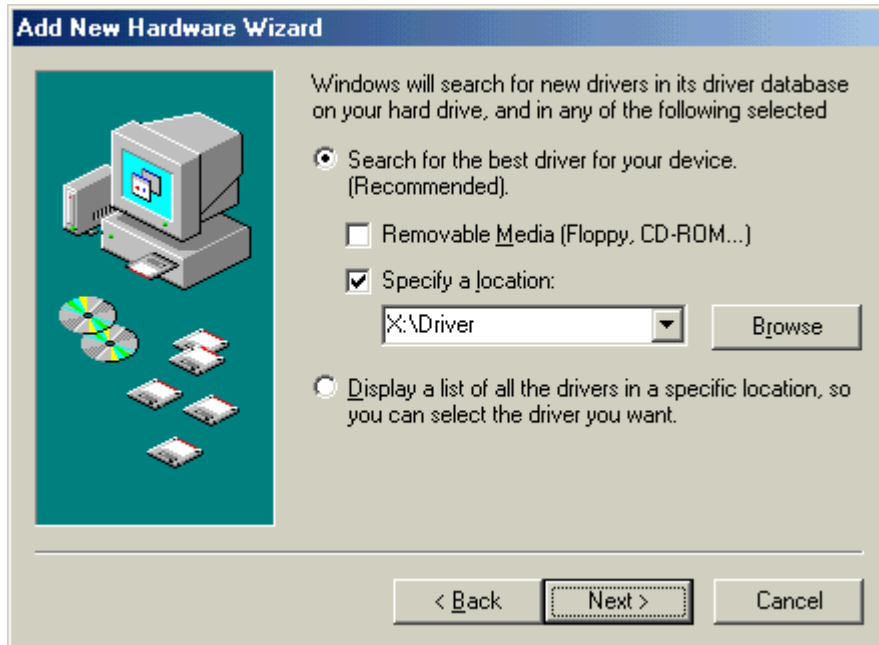 Add New Hardware Wizard
Windows will search for new drivers in its driver database
on your hard drive, and in any of the following selected
Search for the best driver for your device.
(Recommended).
Removable Media (Floppy, CD-ROM...)
Specify a location:
X:\Driver
Browse
Display a list of all the drivers in a specific location, so
you can select the driver you want.
< Back
Next >
Cancel